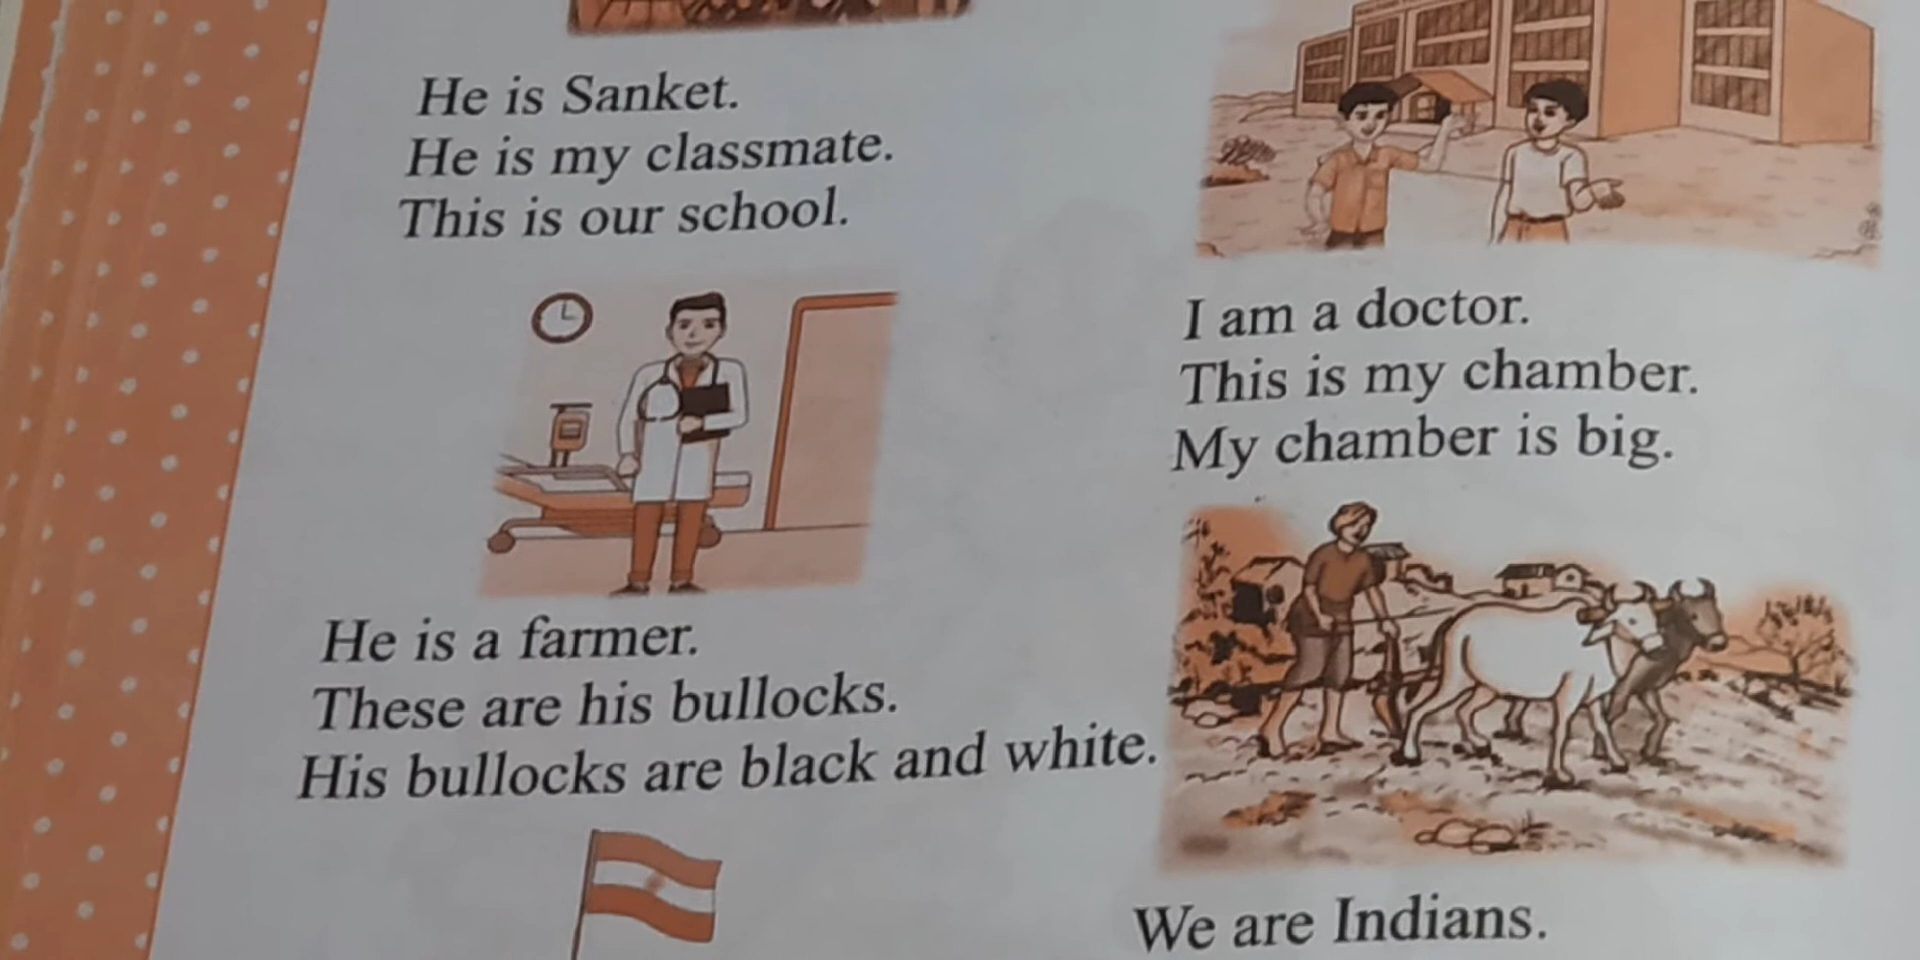 He is Sanket.
He is my classmate.
This is our school.
I am a doctor.
This is my chamber.
My chamber is big.
He is a farmer.
These are his bullocks.
His bullocks are black and white.
We are Indians.